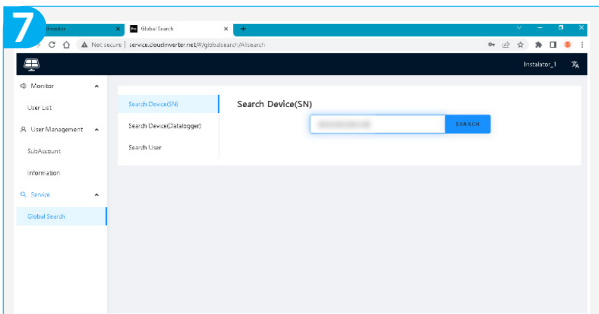 7
Global Search
Not secure | service.cloudinverter.net/#/globalsearch/Allsearch
Instalator_1
Monitor
User List
User Management
SubAccount
Information
Service
Global Search
Search Device(SN)
Search Device(Datalogger)
Search User
Search Device(SN)
SEARCH